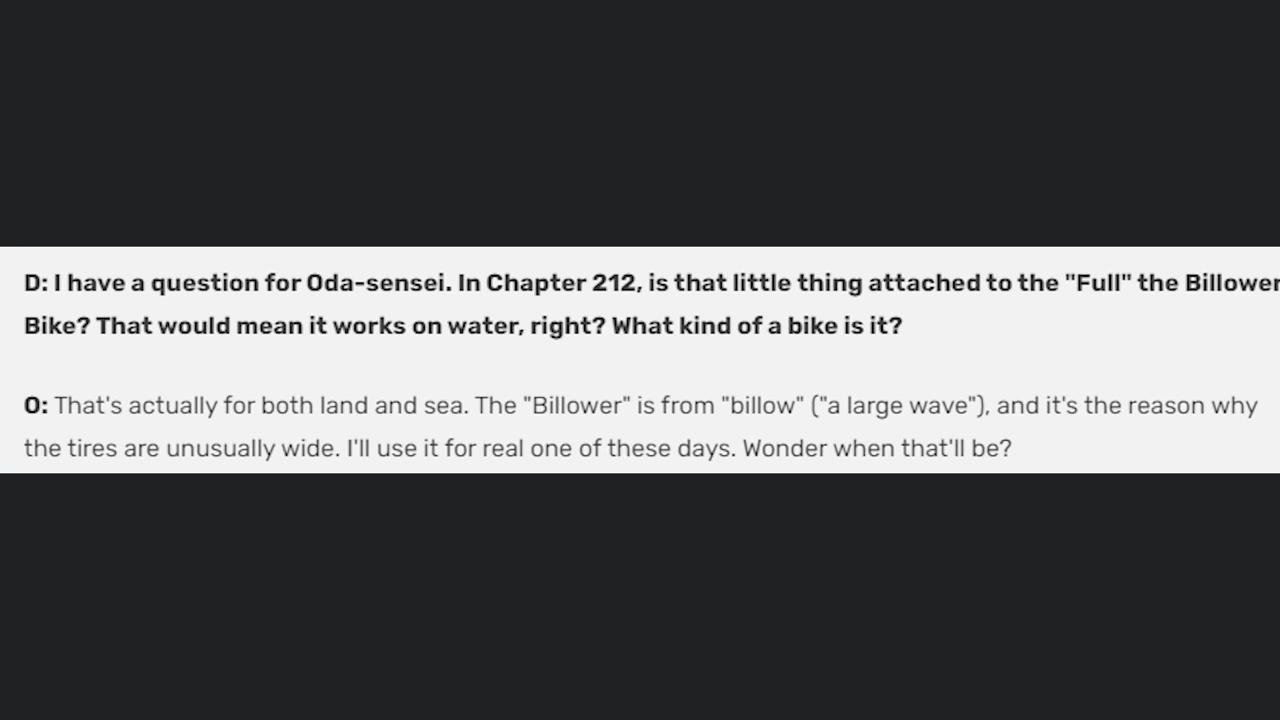 D: I have a question for Oda-sensei. In Chapter 212, is that little thing attached to the "Full" the Billower
Bike? That would mean it works on water, right? What kind of a bike is it?
O: That's actually for both land and sea. The "Billower" is from "billow" ("a large wave"), and it's the reason why
the tires are unusually wide. I'll use it for real one of these days. Wonder when that'll be?